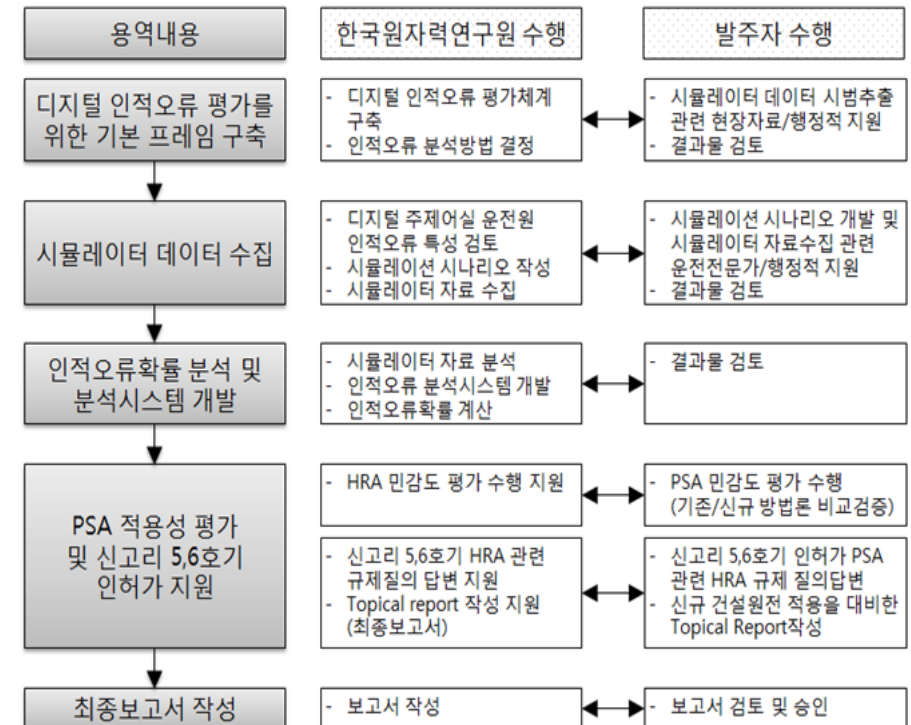 용역내용
한국원자력연구원 수행
발주자 수행
디지털 인적오류 평가를
위한 기본 프레임 구축
- 디지털 인적오류 평가체계
구축
- 인적오류 분석방법 결정
- 시뮬레이터 데이터 시범추출
관련 현장자료/행정적 지원
- 결과물 검토
시뮬레이터 데이터 수집
- 디지털 주제어실 운전원
인적오류 특성 검토
- 시뮬레이션 시나리오 작성
- 시뮬레이터 자료 수집
- 시뮬레이션 시나리오 개발 및
시뮬레이터 자료수집 관련
운전전문가/행정적 지원
- 결과물 검토
인적오류확률 분석 및
분석시스템 개발
- 시뮬레이터 자료 분석
- 인적오류 분석시스템 개발
- 인적오류확률 계산
- 결과물 검토
PSA 적용성 평가
및 신고리 5,6호기
인허가 지원
- HRA 민감도 평가 수행 지원
- PSA 민감도 평가 수행
(기존/신규 방법론 비교검증)
- 신고리 5,6호기 HRA 관련
규제질의 답변 지원
- Topical report 작성 지원
(최종보고서)
- 신고리 5,6호기 인허가 PSA
관련 HRA 규제 질의답변
- 신규 건설원전 적용을 대비한
Topical Report작성
최종보고서 작성
- 보고서 작성
- 보고서 검토 및 승인